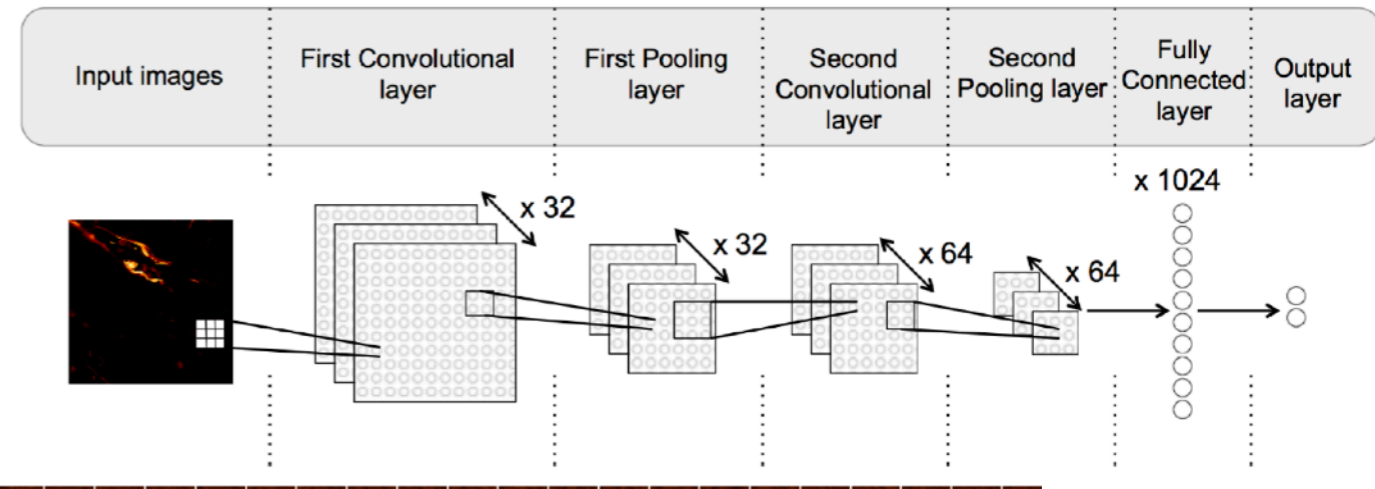 Input images
First Convolutional
layer
First Pooling
layer
Second
Convolutional
layer
Second
Pooling layer
Fully
Connected
layer
Output
layer
x 32
x 32
x 64
x 64
x 1024